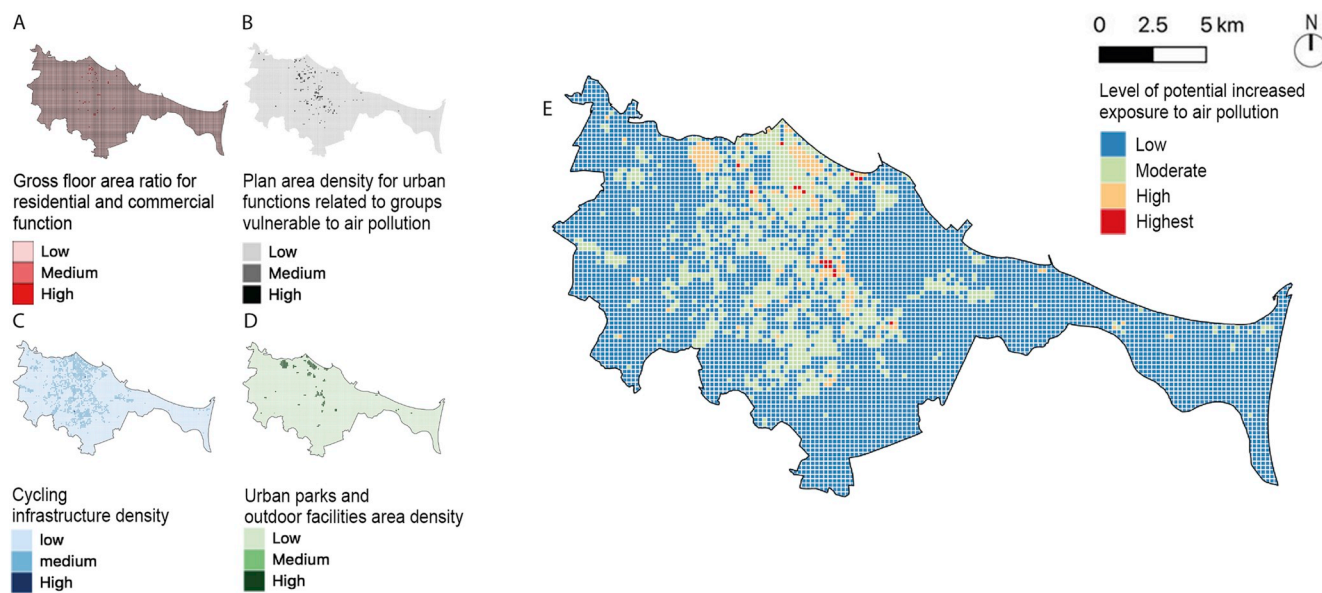 A
Gross floor area ratio for
residential and commercial
function
Low
Medium
High
B
Plan area density for urban
functions related to groups
vulnerable to air pollution
Low
Medium
High
C
Cycling
infrastructure density
low
medium
High
D
Urban parks and
outdoor facilities area density
Low
Medium
High
E
0 2.5 5 km
N
Level of potential increased
exposure to air pollution
Low
Moderate
High
Highest